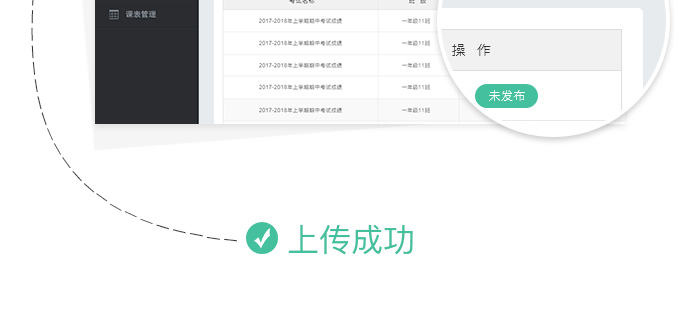 考试名称 班 级
课表管理
2017-2018年上学期期中考试成绩 一年级11班
2017-2018年上学期期中考试成绩 一年级11班
操 作
2017-2018年上学期期中考试成绩 一年级11班
2017-2018年上学期期中考试成绩 一年级11班
未发布
2017-2018年上学期期中考试成绩 一年级11班
上传成功